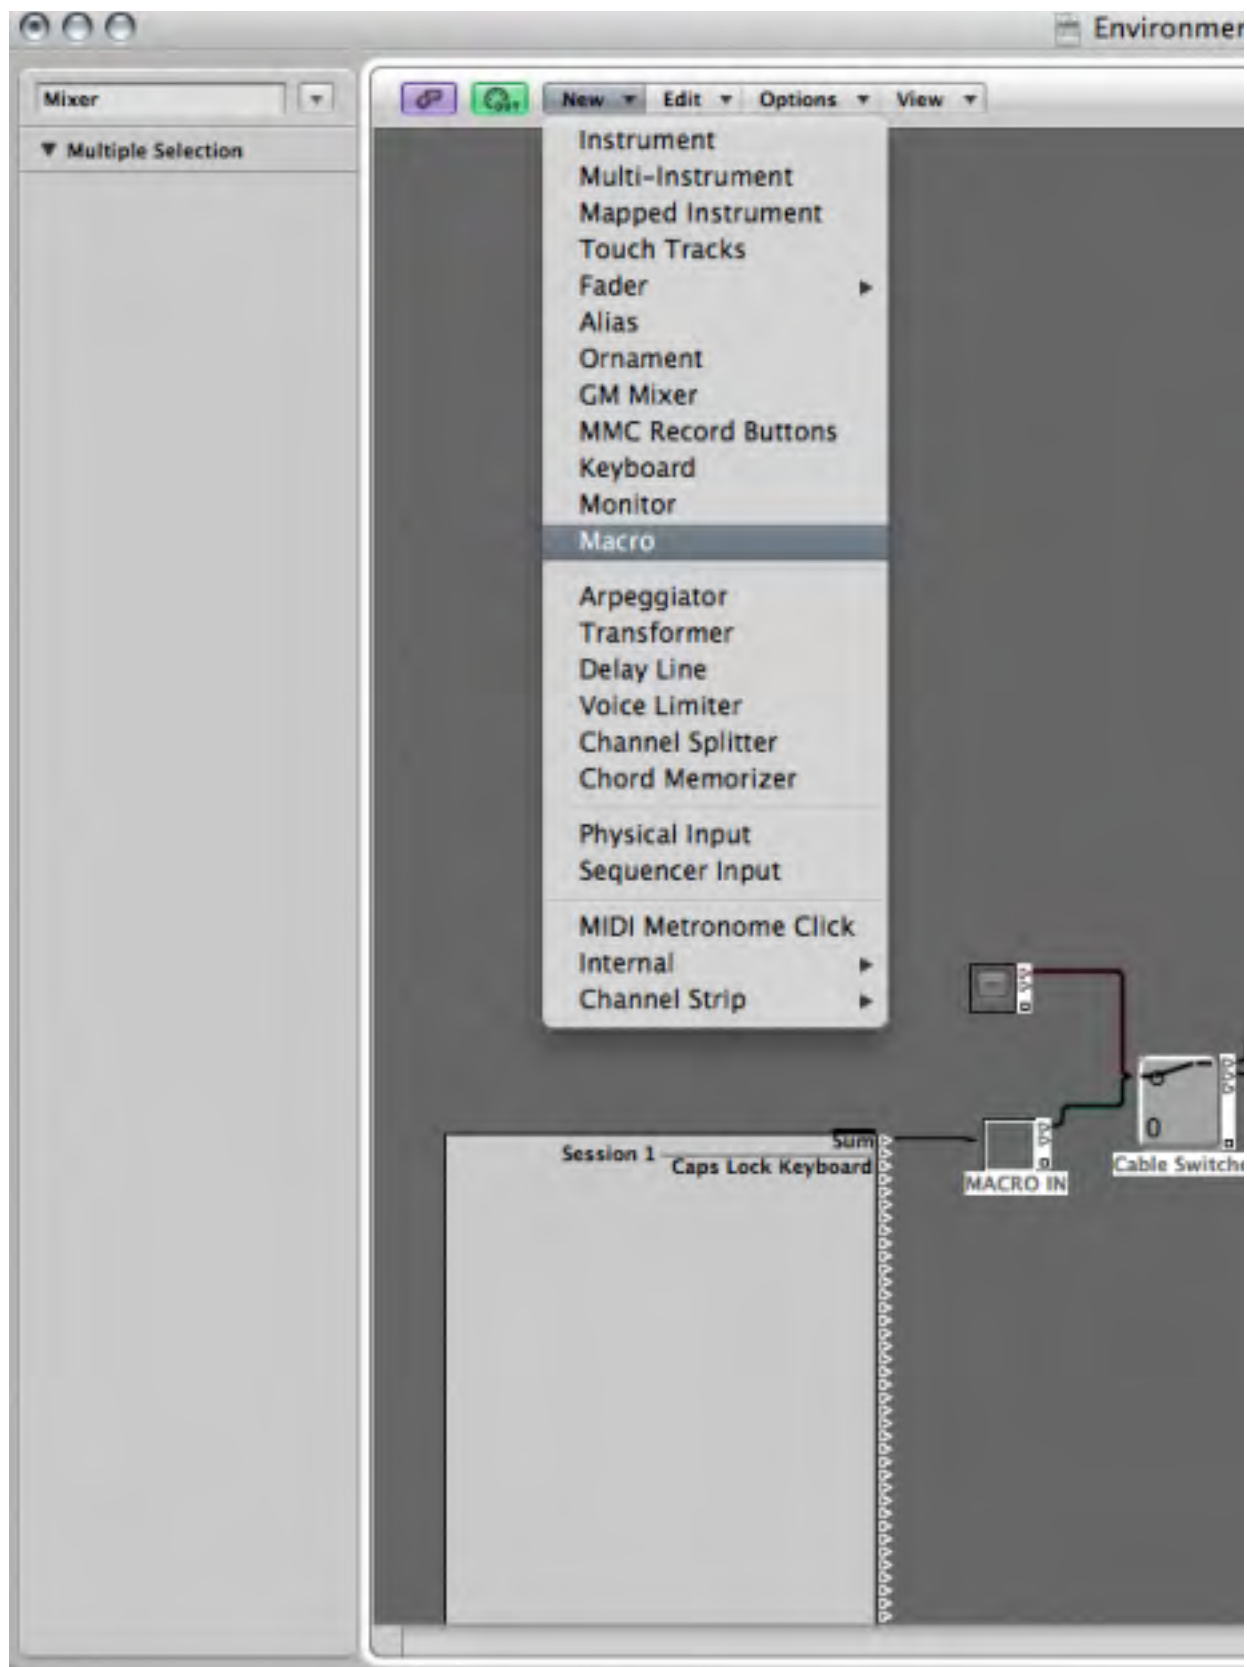 Environmen
Mixer
New Edit Options View
Multiple Selection
Instrument
Multi-Instrument
Mapped Instrument
Touch Tracks
Fader
Alias
Ornament
GM Mixer
MMC Record Buttons
Keyboard
Monitor
Macro
Arpeggiator
Transformer
Delay Line
Voice Limiter
Channel Splitter
Chord Memorizer
Physical Input
Sequencer Input
MIDI Metronome Click
Internal
Channel Strip
0
Cable Switche
Sum
Session 1
Caps Lock Keyboard
MACRO IN